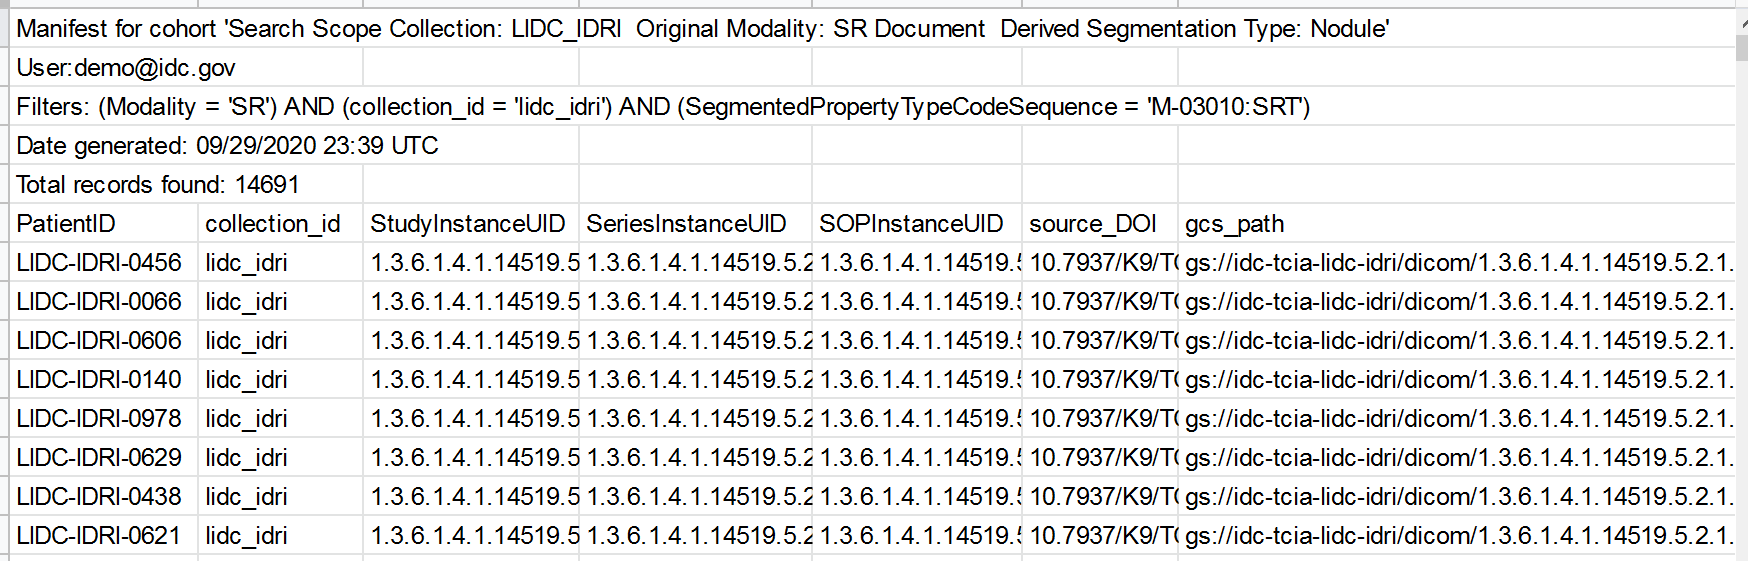 Manifest for cohort 'Search Scope Collection: LIDC_IDRI  Original Modality: SR Document  Derived Segmentation Type: Nodule'
User:demo@idc.gov
Filters: (Modality = 'SR') AND (collection_id = 'lidc_idri') AND (SegmentedPropertyTypeCodeSequence = 'M-03010:SRT')
Date generated: 09/29/2020 23:39 UTC
Total records found: 14691
PatientID collection_id StudyInstanceUID SeriesInstanceUID SOPInstanceUID source_DOI gcs_path
LIDC-IDRI-0456 lidc_idri 1.3.6.1.4.1.14519.5 1.3.6.1.4.1.14519.5.2 1.3.6.1.4.1.14519.5 10.7937/K9/TC gs://idc-tcia-lidc-idri/dicom/1.3.6.1.4.1.14519.5.2.1.
LIDC-IDRI-0066 lidc_idri 1.3.6.1.4.1.14519.5 1.3.6.1.4.1.14519.5.2 1.3.6.1.4.1.14519.5 10.7937/K9/TC gs://idc-tcia-lidc-idri/dicom/1.3.6.1.4.1.14519.5.2.1.
LIDC-IDRI-0606 lidc_idri 1.3.6.1.4.1.14519.5 1.3.6.1.4.1.14519.5.2 1.3.6.1.4.1.14519.5 10.7937/K9/TC gs://idc-tcia-lidc-idri/dicom/1.3.6.1.4.1.14519.5.2.1.
LIDC-IDRI-0140 lidc_idri 1.3.6.1.4.1.14519.5 1.3.6.1.4.1.14519.5.2 1.3.6.1.4.1.14519.5 10.7937/K9/TC gs://idc-tcia-lidc-idri/dicom/1.3.6.1.4.1.14519.5.2.1.
LIDC-IDRI-0978 lidc_idri 1.3.6.1.4.1.14519.5 1.3.6.1.4.1.14519.5.2 1.3.6.1.4.1.14519.5 10.7937/K9/TC gs://idc-tcia-lidc-idri/dicom/1.3.6.1.4.1.14519.5.2.1.
LIDC-IDRI-0629 lidc_idri 1.3.6.1.4.1.14519.5 1.3.6.1.4.1.14519.5.2 1.3.6.1.4.1.14519.5 10.7937/K9/TC gs://idc-tcia-lidc-idri/dicom/1.3.6.1.4.1.14519.5.2.1.
LIDC-IDRI-0438 lidc_idri 1.3.6.1.4.1.14519.5 1.3.6.1.4.1.14519.5.2 1.3.6.1.4.1.14519.5 10.7937/K9/TC gs://idc-tcia-lidc-idri/dicom/1.3.6.1.4.1.14519.5.2.1.
LIDC-IDRI-0621 lidc_idri 1.3.6.1.4.1.14519.5 1.3.6.1.4.1.14519.5.2 1.3.6.1.4.1.14519.5 10.7937/K9/TC gs://idc-tcia-lidc-idri/dicom/1.3.6.1.4.1.14519.5.2.1.